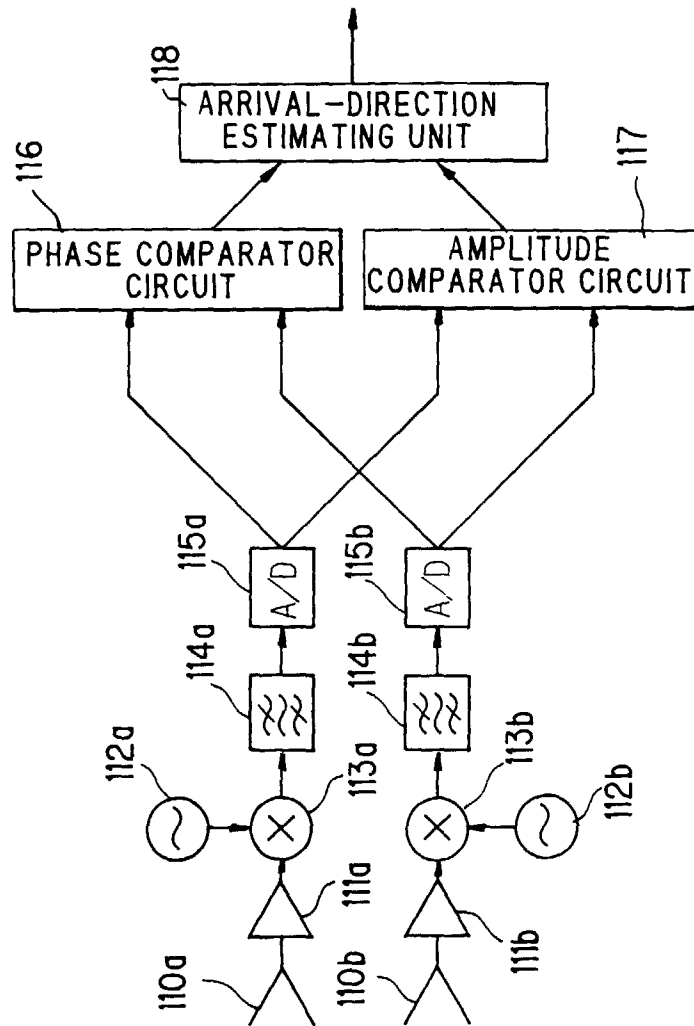 110a
111a
112a
113a
114a
115a
A/D
110b
111b
112b
113b
114b
115b
A/D
116
PHASE COMPARATOR
CIRCUIT
AMPLITUDE
COMPARATOR CIRCUIT
117
118
ARRIVAL-DIRECTION
ESTIMATING UNIT